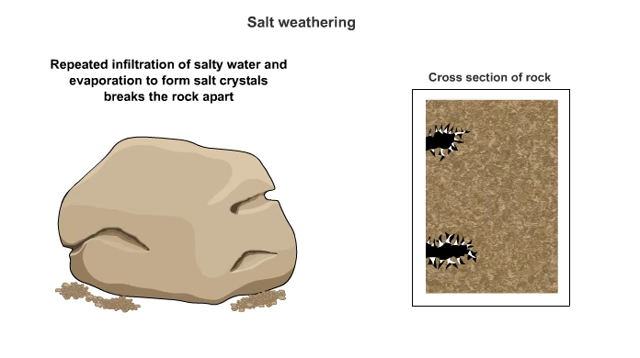 Salt weathering
Repeated infiltration of salty water and
evaporation to form salt crystals
breaks the rock apart
Cross section of rock